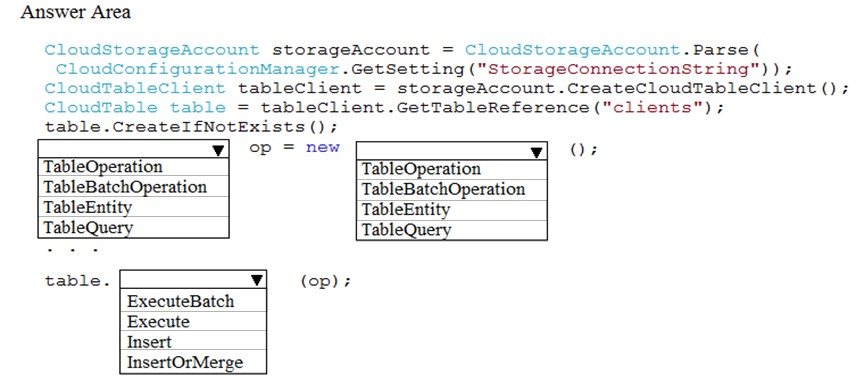 Answer Area
CloudStorageAccount storageAccount = CloudStorageAccount.Parse(
CloudConfigurationManager.GetSetting("StorageConnectionString"));
CloudTableClient tableClient = storageAccount.CreateCloudTableClient();
CloudTable table = tableClient.GetTableReference("clients");
table.CreateIfNotExists();
op = new ();
TableOperation TableOperation
TableBatchOperation TableBatchOperation
TableEntity TableEntity
TableQuery TableQuery
. . .
table. (op);
ExecuteBatch
Execute
Insert
InsertOrMerge